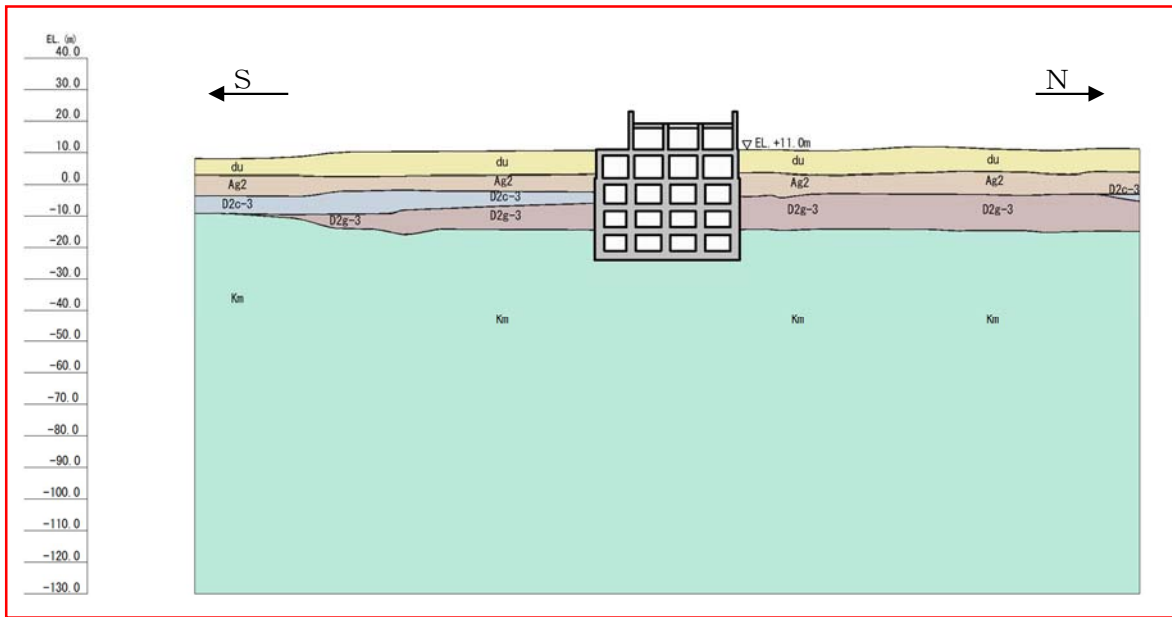 EL. (m)
40.0
30.0
20.0
10.0
0.0
-10.0
-20.0
-30.0
-40.0
-50.0
-60.0
-70.0
-80.0
-90.0
-100.0
-110.0
-120.0
-130.0
S
N
▽ EL. +11.0m
du
du
du
du
Ag2
Ag2
Ag2
Ag2
D2c-3
D2c-3
D2c-3
D2g-3
D2g-3
D2g-3
D2g-3
Km
Km
Km
Km